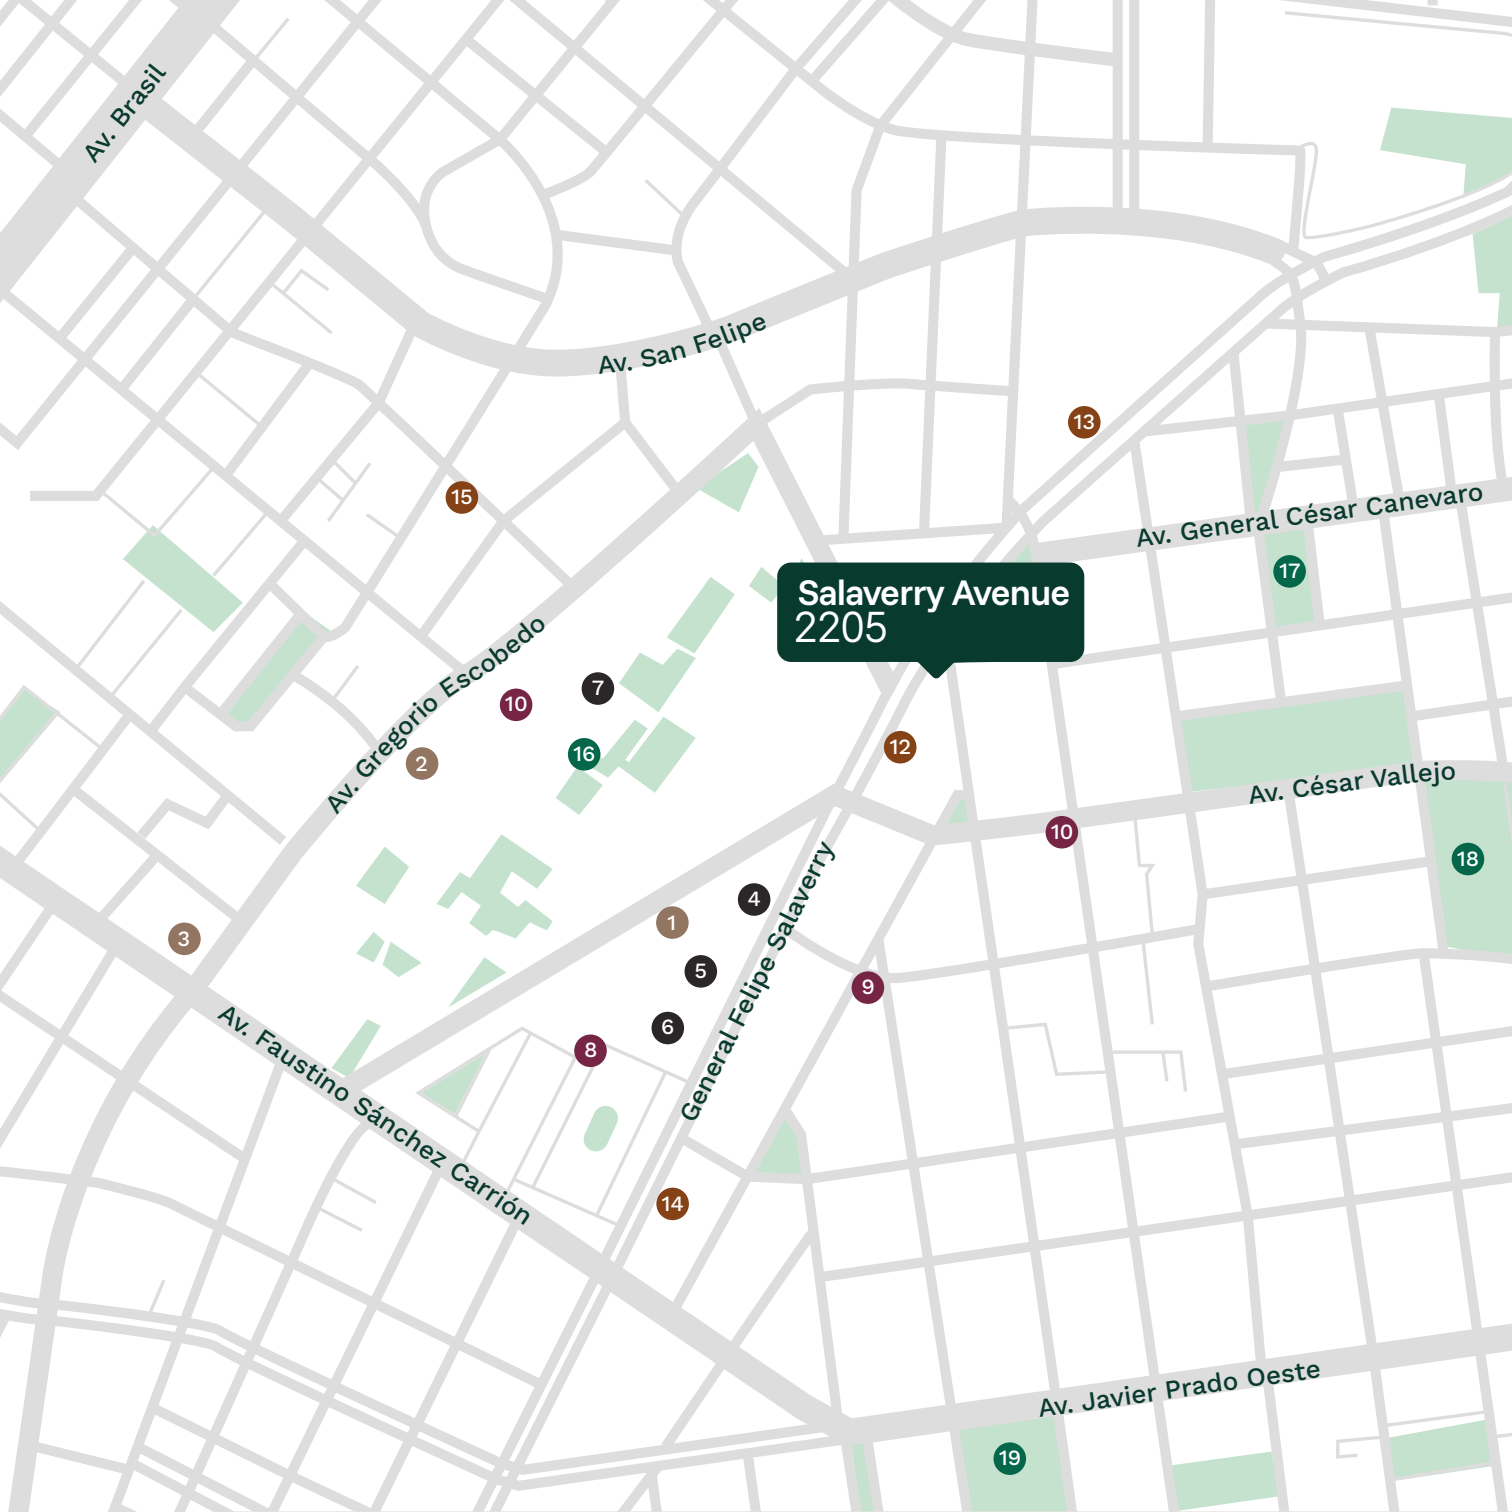 Av. Brasil
Av. San Felipe
13
15
Av. General César Canevaro
17
Salaverry Avenue
2205
Av. Gregorio Escobedo
7
10
16
2
12
Av. César Vallejo
10
18
4
1
3
5
General Felipe Salaverry
9
6
8
Av. Faustino Sánchez Carrión
14
Av. Javier Prado Oeste
19